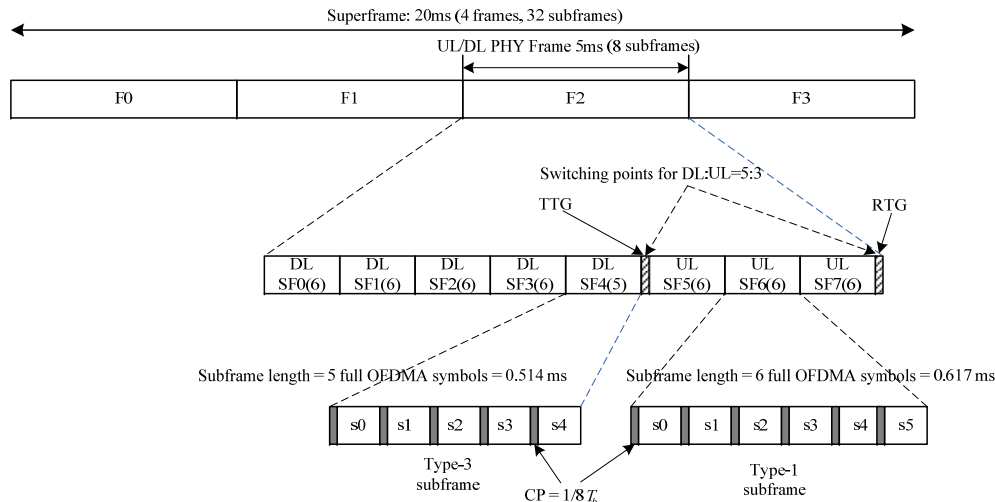 Superframe: 20ms (4 frames, 32 subframes)
UL/DL PHY Frame 5ms (8 subframes)
F0 F1 F2 F3
Switching points for DL:UL=5:3
TTG RTG
DL DL DL DL DL UL UL UL
SF0(6) SF1(6) SF2(6) SF3(6) SF4(5) SF5(6) SF6(6) SF7(6)
Subframe length = 5 full OFDMA symbols = 0.514 ms Subframe length = 6 full OFDMA symbols = 0.617 ms
s0 s1 s2 s3 s4 s0 s1 s2 s3 s4 s5
Type-3 Type-1
subframe subframe
CP = 1/8 Tb